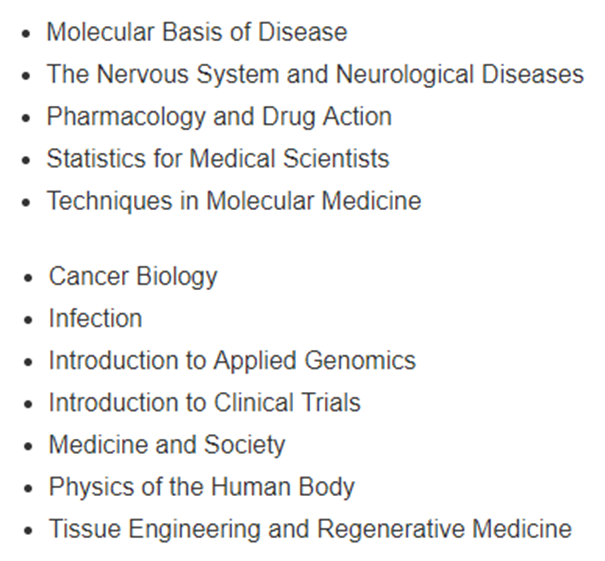 • Molecular Basis of Disease
• The Nervous System and Neurological Diseases
• Pharmacology and Drug Action
• Statistics for Medical Scientists
• Techniques in Molecular Medicine
• Cancer Biology
• Infection
• Introduction to Applied Genomics
• Introduction to Clinical Trials
• Medicine and Society
• Physics of the Human Body
• Tissue Engineering and Regenerative Medicine